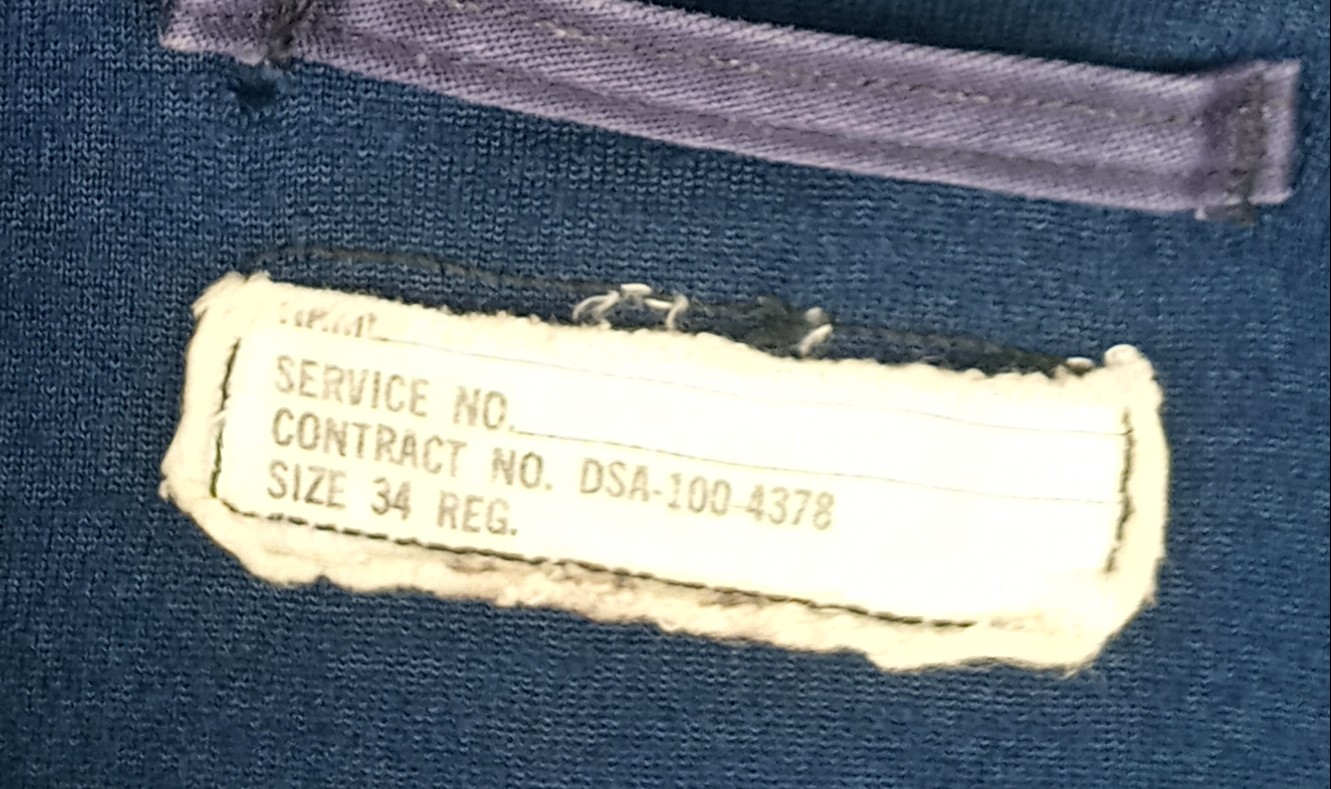 SERVICE NO.
CONTRACT NO. DSA-100-4378
SIZE 34 REG.